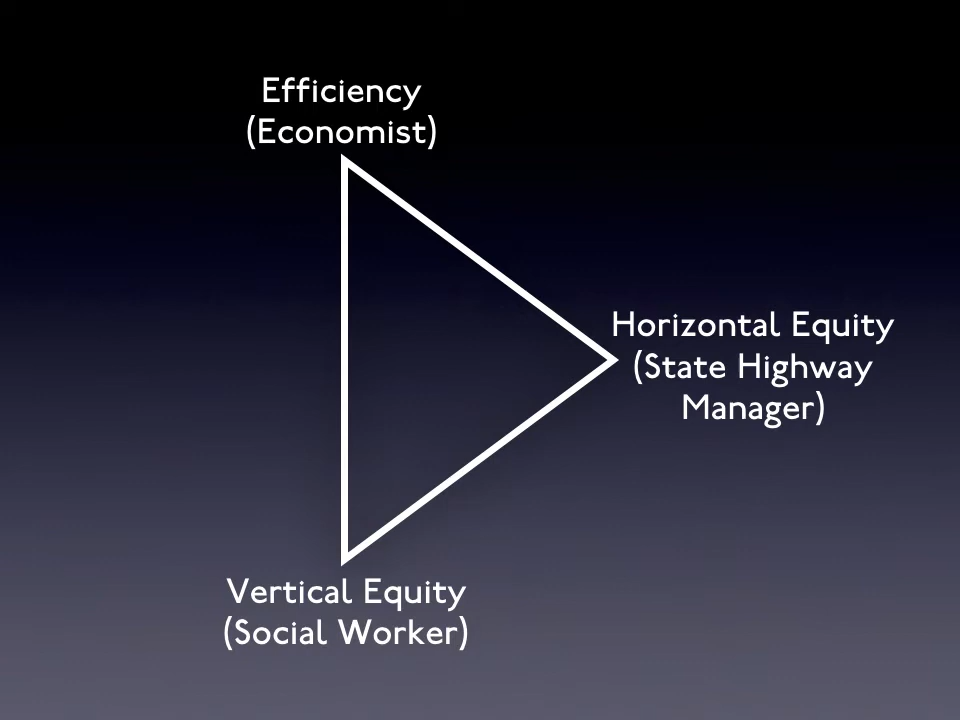 Efficiency
(Economist)
Horizontal Equity
(State Highway
Manager)
Vertical Equity
(Social Worker)